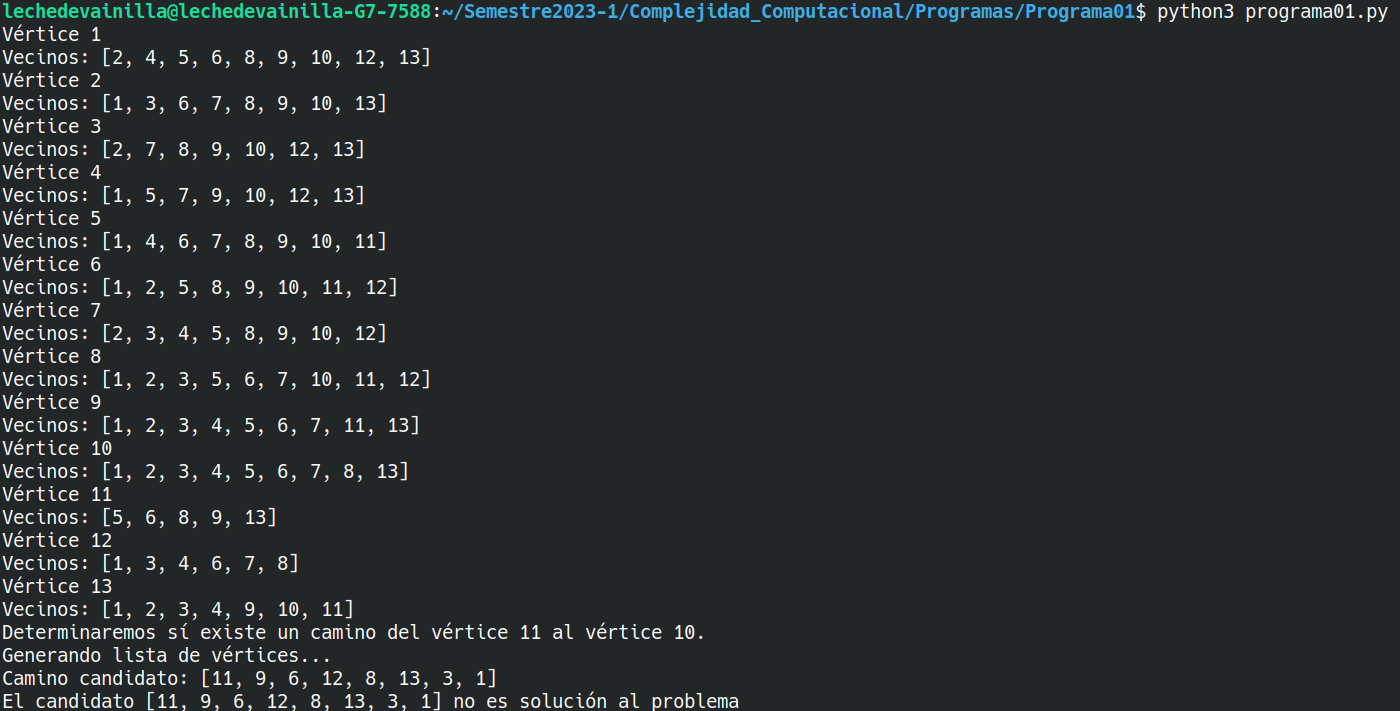 lechedevainilla@lechedevainilla-G7-7588:~/Semestre2023-1/Complejidad_Computacional/Programas/Programa01$ python3 programa01.py
Vértice 1
Vecinos: [2, 4, 5, 6, 8, 9, 10, 12, 13]
Vértice 2
Vecinos: [1, 3, 6, 7, 8, 9, 10, 13]
Vértice 3
Vecinos: [2, 7, 8, 9, 10, 12, 13]
Vértice 4
Vecinos: [1, 5, 7, 9, 10, 12, 13]
Vértice 5
Vecinos: [1, 4, 6, 7, 8, 9, 10, 11]
Vértice 6
Vecinos: [1, 2, 5, 8, 9, 10, 11, 12]
Vértice 7
Vecinos: [2, 3, 4, 5, 8, 9, 10, 12]
Vértice 8
Vecinos: [1, 2, 3, 5, 6, 7, 10, 11, 12]
Vértice 9
Vecinos: [1, 2, 3, 4, 5, 6, 7, 11, 13]
Vértice 10
Vecinos: [1, 2, 3, 4, 5, 6, 7, 8, 13]
Vértice 11
Vecinos: [5, 6, 8, 9, 13]
Vértice 12
Vecinos: [1, 3, 4, 6, 7, 8]
Vértice 13
Vecinos: [1, 2, 3, 4, 9, 10, 11]
Determinaremos sí existe un camino del vértice 11 al vértice 10.
Generando lista de vértices...
Camino candidato: [11, 9, 6, 12, 8, 13, 3, 1]
El candidato [11, 9, 6, 12, 8, 13, 3, 1] no es solución al problema